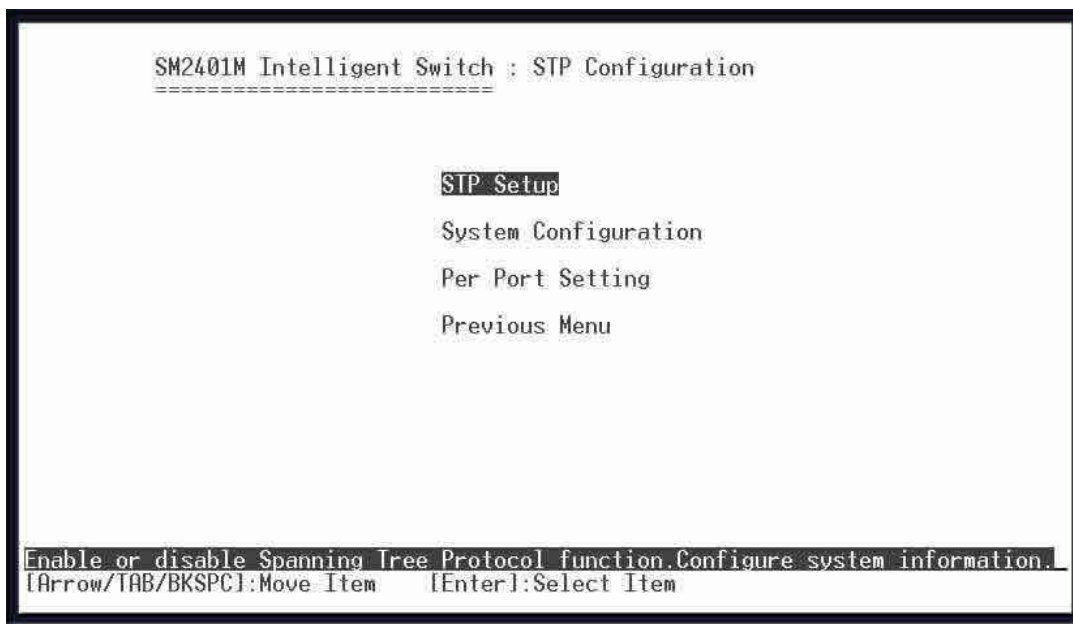 SM2401M Intelligent Switch : STP Configuration
==========================
STP Setup
System Configuration
Per Port Setting
Previous Menu
Enable or disable Spanning Tree Protocol function.Configure system information.
[Arrow/TAB/BKSPC]:Move Item [Enter]:Select Item